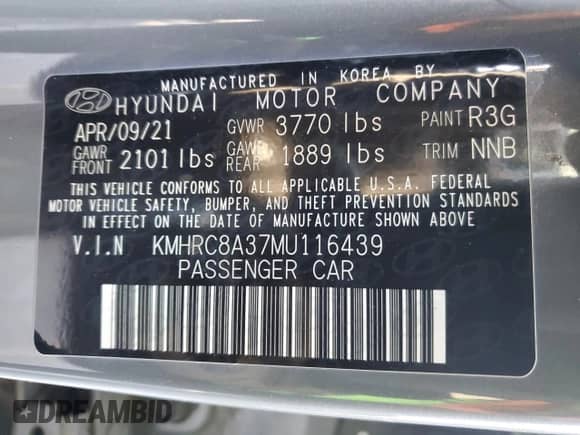 MANUFACTURED IN KOREA BY
HYUNDAI MOTOR COMPANY
APR/09/21 GVWR 3770 lbs PAINT R3G
GAWR FRONT 2101 lbs GAWR REAR 1889 lbs TRIM NNB
THIS VEHICLE CONFORMS TO ALL APPLICABLE U.S.A. FEDERAL
MOTOR VEHICLE SAFETY, BUMPER, AND THEFT PREVENTION STANDARDS
IN EFFECT ON THE DATE OF MANUFACTURE SHOWN ABOVE.
V.I.N KMHRC8A37MU116439
PASSENGER CAR
DREAMBID